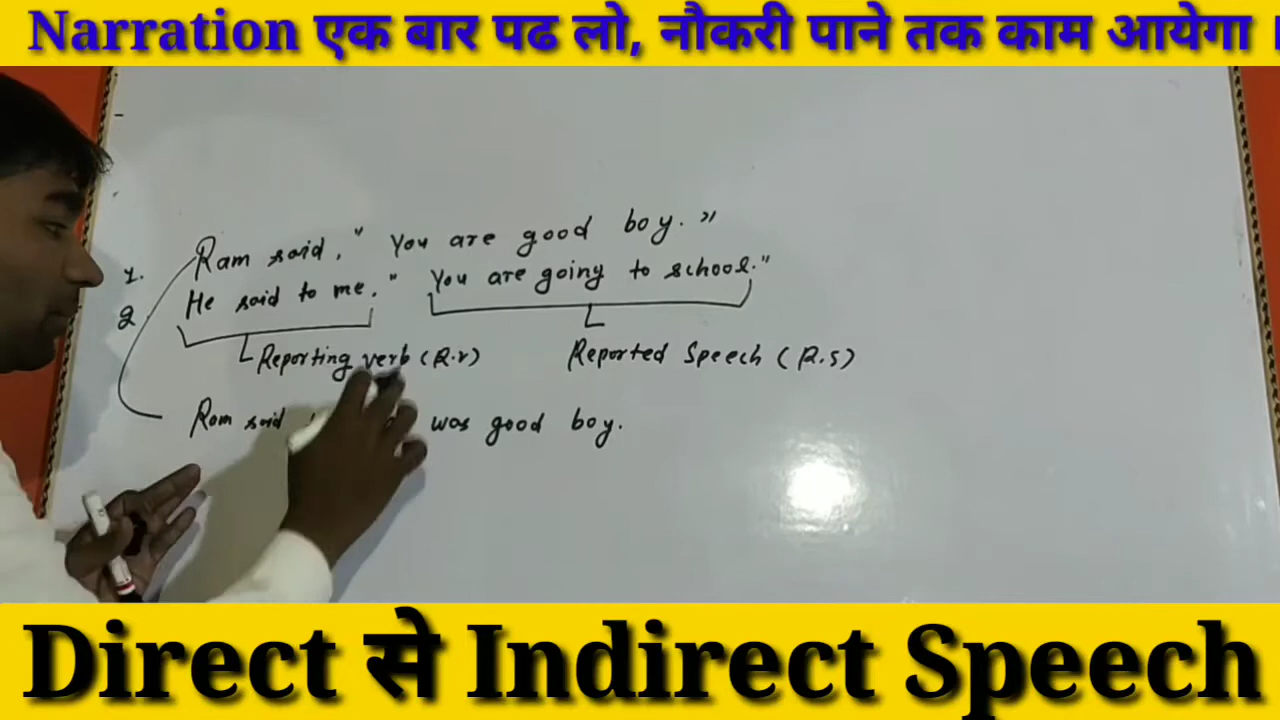 Narration एक बार पढ लो, नौकरी पाने तक काम आयेगा ।
1. Ram said, " You are good boy. "
2 He said to me, " You are going to school."
Reporting verb (R.v) Reported Speech (R.S)
Ram said was good boy.
Direct से Indirect Speech